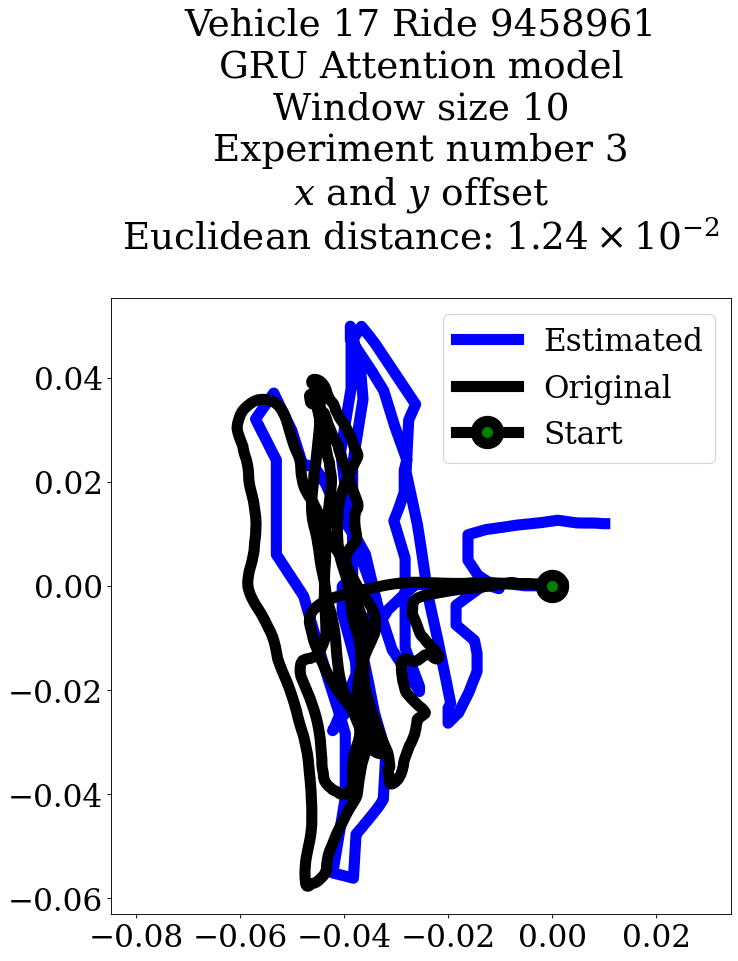 Vehicle 17 Ride 9458961
GRU Attention model
Window size 10
Experiment number 3
x and y offset
Euclidean distance: 1.24 × 10⁻²
Estimated
Original
Start
0.04
0.02
0.00
−0.02
−0.04
−0.06
−0.08 −0.06 −0.04 −0.02 0.00 0.02